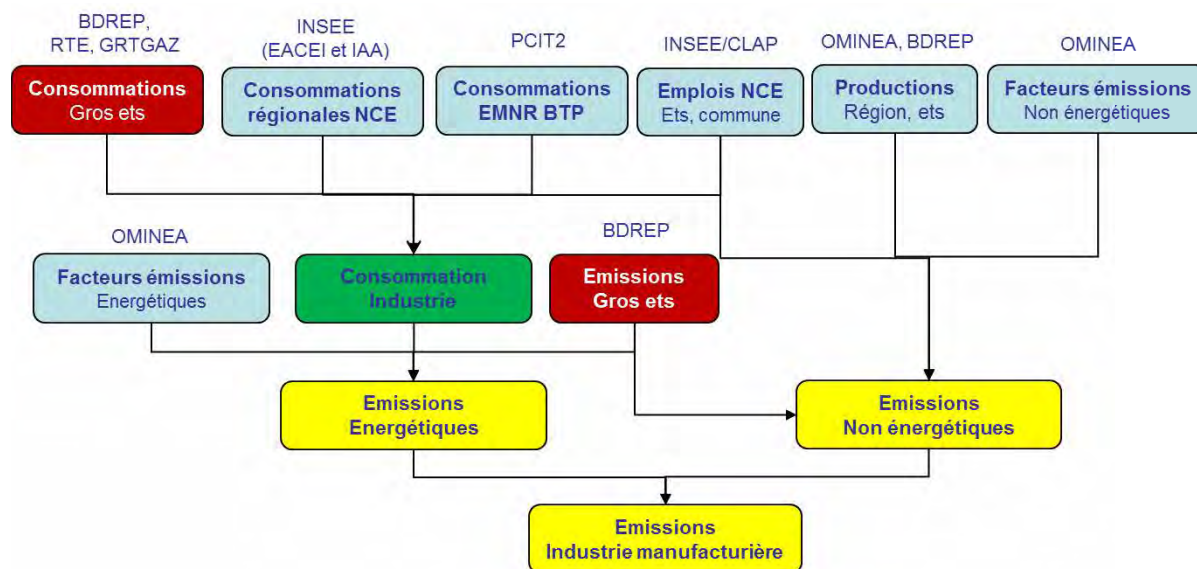 BDREP,
RTE, GRTGAZ
INSEE
(EACEI et IAA)
PCIT2
INSEE/CLAP
OMINEA, BDREP
OMINEA
Consommations
Gros ets
Consommations
régionales NCE
Consommations
EMNR BTP
Emplois NCE
Ets, commune
Productions
Région, ets
Facteurs émissions
Non énergétiques
OMINEA
BDREP
Facteurs émissions
Energétiques
Consommation
Industrie
Emissions
Gros ets
Emissions
Energétiques
Emissions
Non énergétiques
Emissions
Industrie manufacturière